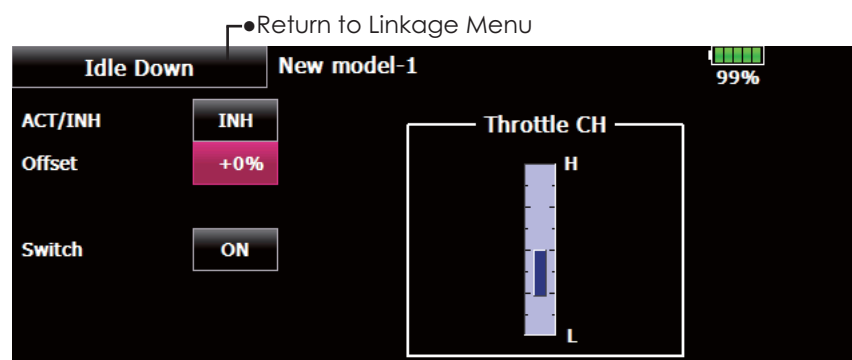 ●Return to Linkage Menu
Idle Down New model-1 99%
ACT/INH INH
Throttle CH
Offset +0%
H
Switch ON
L